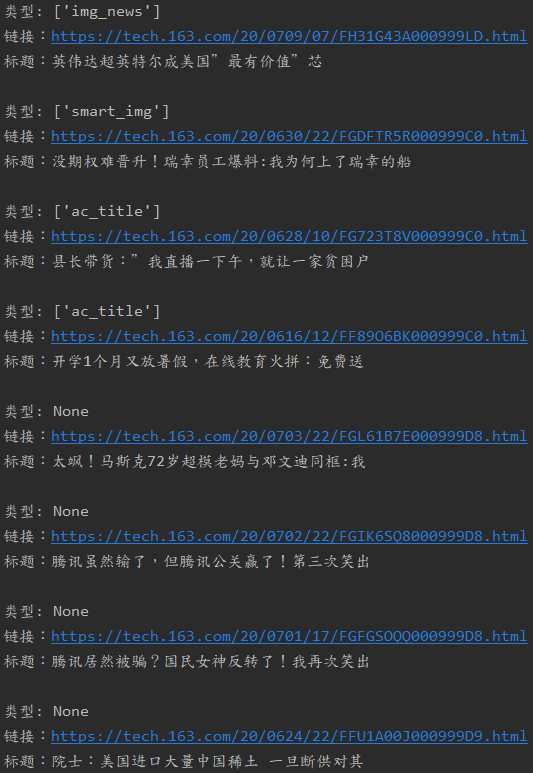 类型: ['img_news']
链接：https://tech.163.com/20/0709/07/FH31G43A000999LD.html
标题：英伟达超英特尔成美国”最有价值”芯
类型: ['smart_img']
链接：https://tech.163.com/20/0630/22/FGDFTR5R000999C0.html
标题：没期权难晋升！瑞幸员工爆料:我为何上了瑞幸的船
类型: ['ac_title']
链接：https://tech.163.com/20/0628/10/FG723T8V000999C0.html
标题：县长带货：”我直播一下午，就让一家贫困户
类型: ['ac_title']
链接：https://tech.163.com/20/0616/12/FF89O6BK000999C0.html
标题：开学1个月又放暑假，在线教育火拼：免费送
类型: None
链接：https://tech.163.com/20/0703/22/FGL61B7E000999D8.html
标题：太飒！马斯克72岁超模老妈与邓文迪同框:我
类型: None
链接：https://tech.163.com/20/0702/22/FGIK6SQ8000999D8.html
标题：腾讯虽然输了，但腾讯公关赢了！第三次笑出
类型: None
链接：https://tech.163.com/20/0701/17/FGFGSOQQ000999D8.html
标题：腾讯居然被骗？国民女神反转了！我再次笑出
类型: None
链接：https://tech.163.com/20/0624/22/FFU1A00J000999D9.html
标题：院士：美国进口大量中国稀土 一旦断供对其